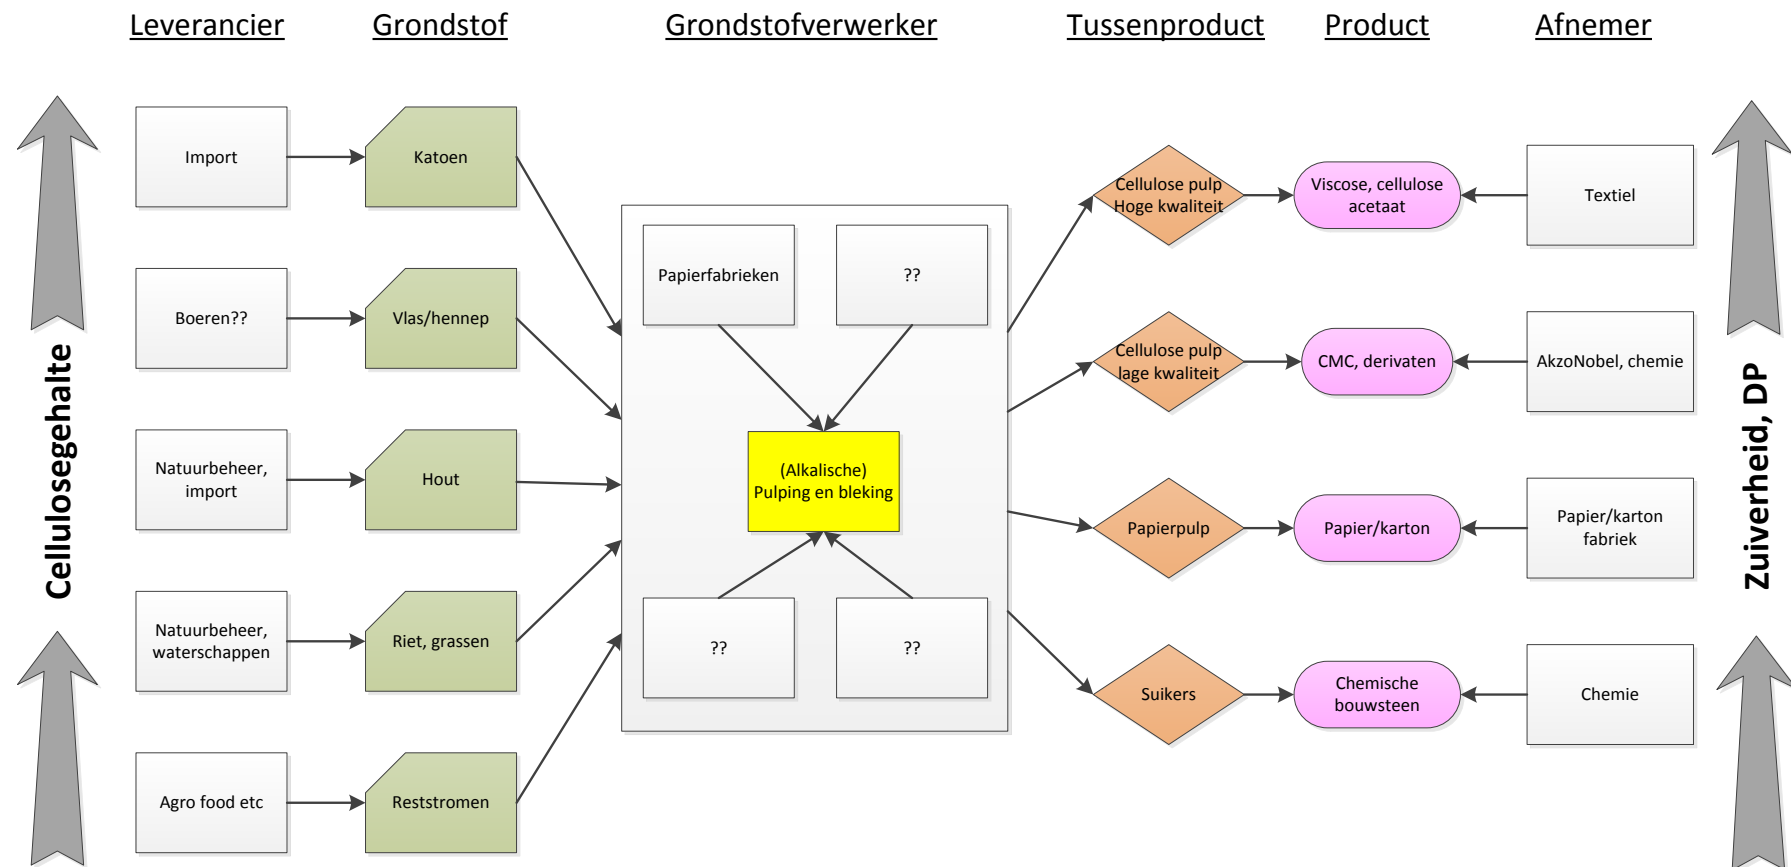 Leverancier
Grondstof
Grondstofverwerker
Tussenproduct
Product
Afnemer
Cellulosegehalte
Import
Katoen
Boeren??
Vlas/hennep
Natuurbeheer,
import
Hout
Natuurbeheer,
waterschappen
Riet, grassen
Agro food etc
Reststromen
Papierfabrieken
??
(Alkalische)
Pulping en bleking
??
??
Cellulose pulp
Hoge kwaliteit
Viscose, cellulose
acetaat
Textiel
Cellulose pulp
lage kwaliteit
CMC, derivaten
AkzoNobel, chemie
Papierpulp
Papier/karton
Papier/karton
fabriek
Suikers
Chemische
bouwsteen
Chemie
Zuiverheid, DP